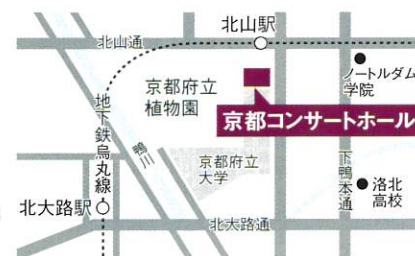 北山駅
北山通
ノートルダム
学院
京都府立
植物園
京都コンサートホール
地下鉄烏丸線
鴨川
京都府立
大学
下鴨本通
洛北
高校
北大路駅
北大路通